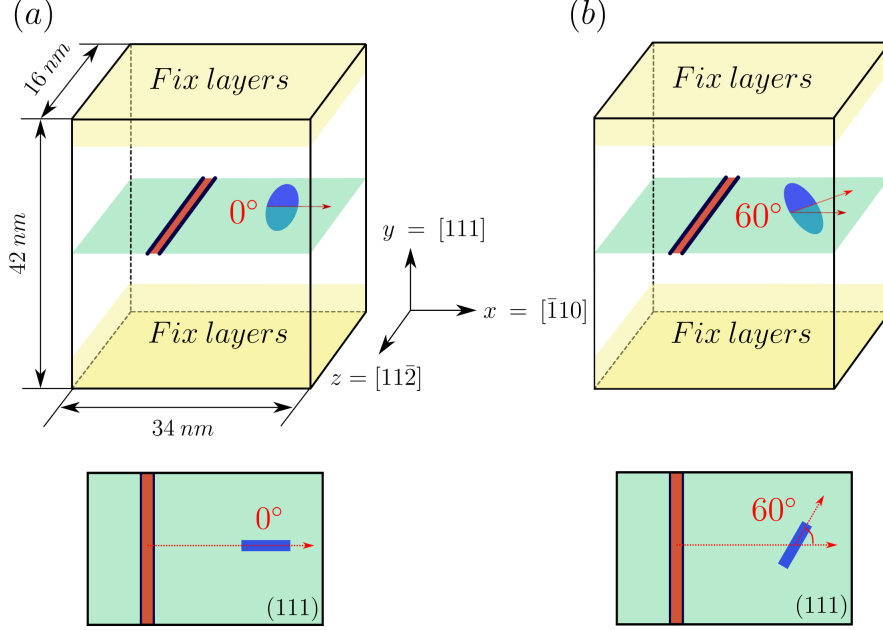 (a)
(b)
16 nm
Fix layers
Fix layers
0°
60°
42 nm
y = [111]
x = [1̄10]
z = [112̄]
Fix layers
Fix layers
34 nm
0°
60°
(111)
(111)